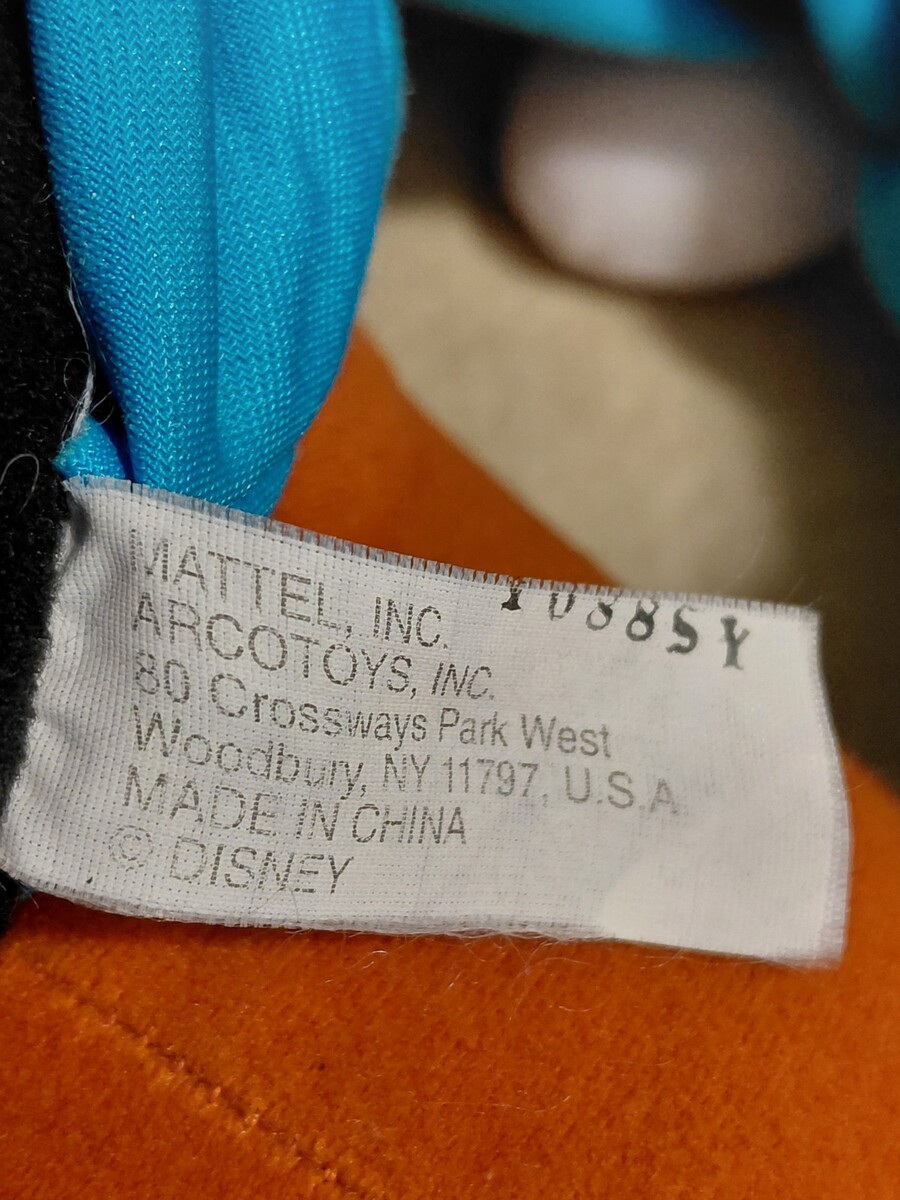 MATTEL, INC.
ARCOTOYS, INC.
80 Crossways Park West
Woodbury, NY 11797, U.S.A.
MADE IN CHINA
© DISNEY